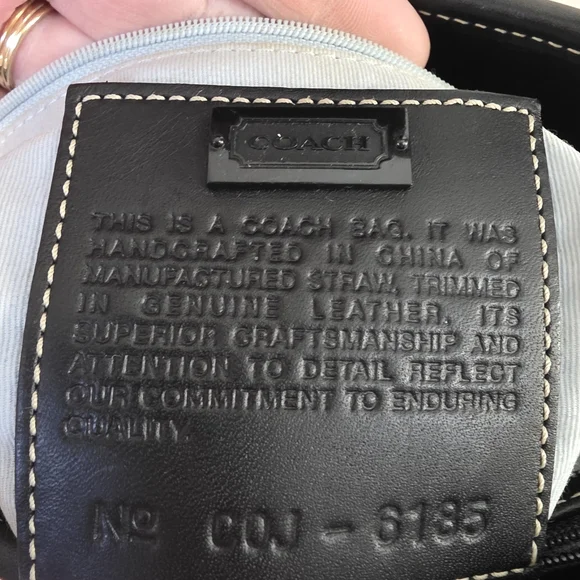 COACH
THIS IS A COACH BAG. IT WAS
HANDCRAFTED IN CHINA OF
MANUFACTURED STRAW, TRIMMED
IN GENUINE LEATHER. ITS
SUPERIOR CRAFTSMANSHIP AND
ATTENTION TO DETAIL REFLECT
OUR COMMITMENT TO ENDURING
QUALITY.
No COJ - 6185